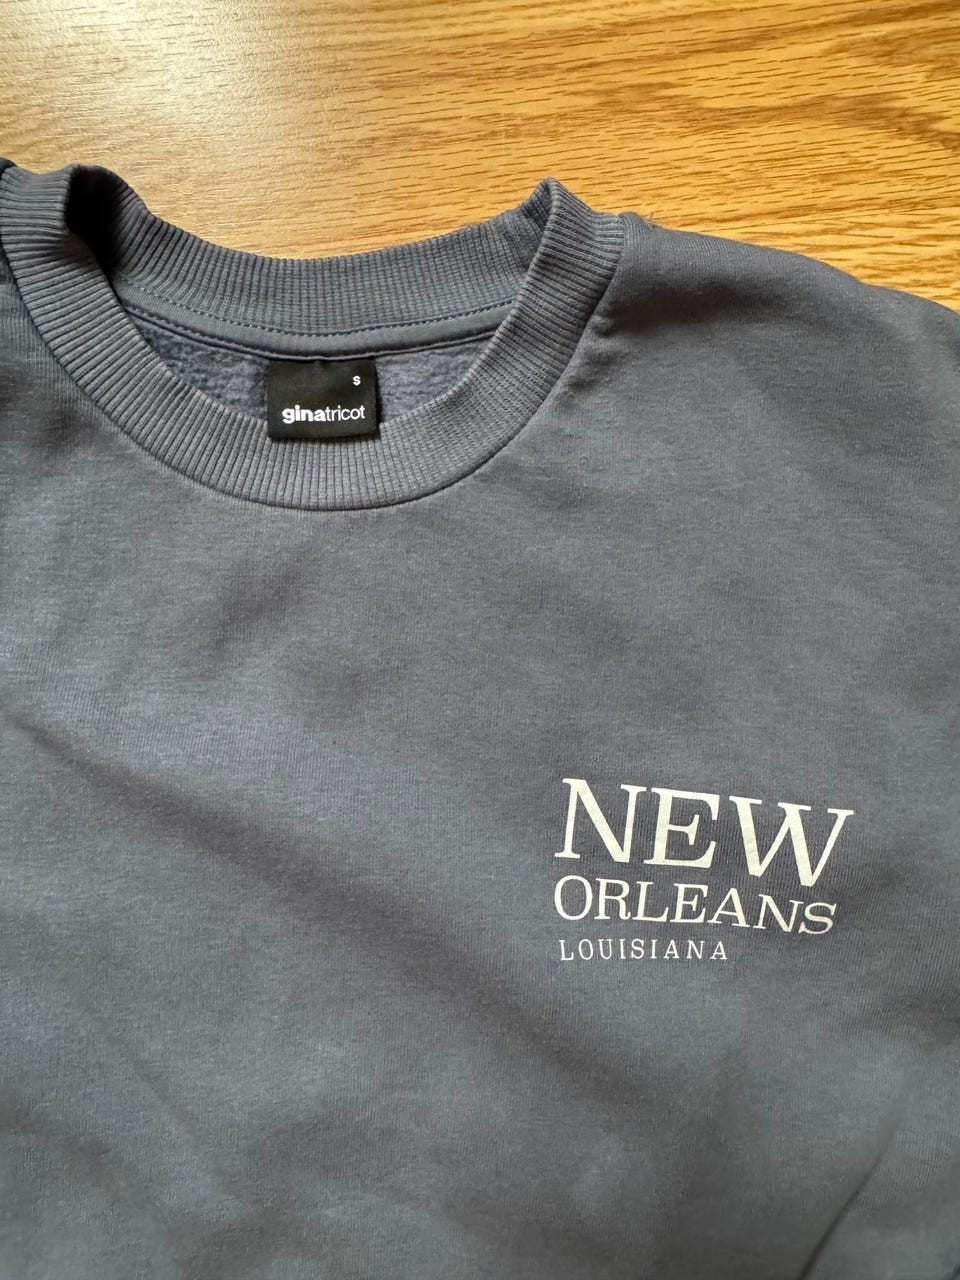 S
ginatricot
NEW
ORLEANS
LOUISIANA